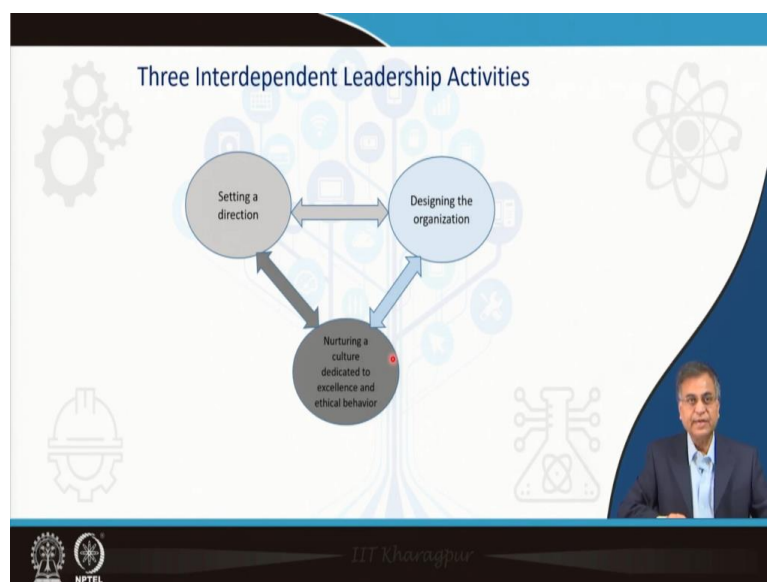 Three Interdependent Leadership Activities
Setting a
direction
Designing the
organization
Nurturing a
culture
dedicated to
excellence and
ethical behavior
IIT Kharagpur
NPTEL